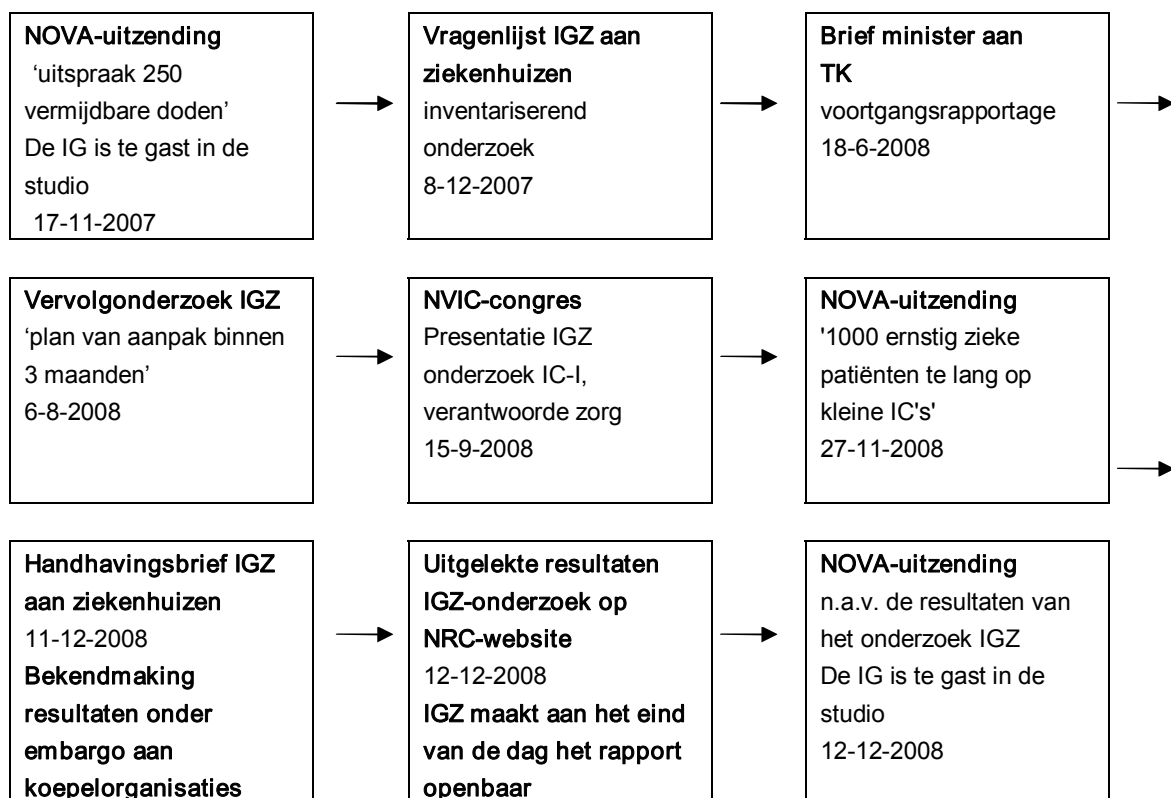 NOVA-uitzending
‘uitspraak 250
vermijdbare doden’
De IG is te gast in de
studio
17-11-2007
Vragenlijst IGZ aan
ziekenhuizen
inventariserend
onderzoek
8-12-2007
Brief minister aan
TK
voortgangsrapportage
18-6-2008
Vervolgonderzoek IGZ
‘plan van aanpak binnen
3 maanden’
6-8-2008
NVIC-congres
Presentatie IGZ
onderzoek IC-I,
verantwoorde zorg
15-9-2008
NOVA-uitzending
'1000 ernstig zieke
patiënten te lang op
kleine IC's'
27-11-2008
Handhavingsbrief IGZ
aan ziekenhuizen
11-12-2008
Bekendmaking
resultaten onder
embargo aan
koepelorganisaties
Uitgelekte resultaten
IGZ-onderzoek op
NRC-website
12-12-2008
IGZ maakt aan het eind
van de dag het rapport
openbaar
NOVA-uitzending
n.a.v. de resultaten van
het onderzoek IGZ
De IG is te gast in de
studio
12-12-2008